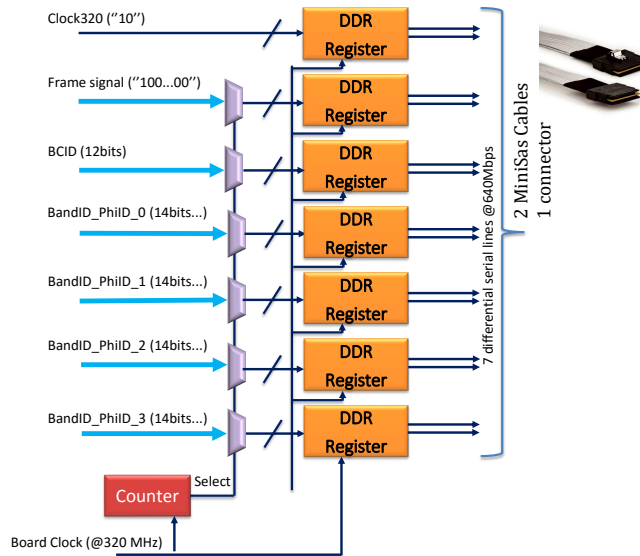 Clock320 (“10”)
DDR
Register
Frame signal (“100...00”)
DDR
Register
BCID (12bits)
DDR
Register
BandID_PhiID_0 (14bits...)
DDR
Register
BandID_PhiID_1 (14bits...)
DDR
Register
BandID_PhiID_2 (14bits...)
DDR
Register
BandID_PhiID_3 (14bits...)
DDR
Register
Counter
Select
Board Clock (@320 MHz)
7 differential serial lines @640Mbps
2 MiniSas Cables
1 connector